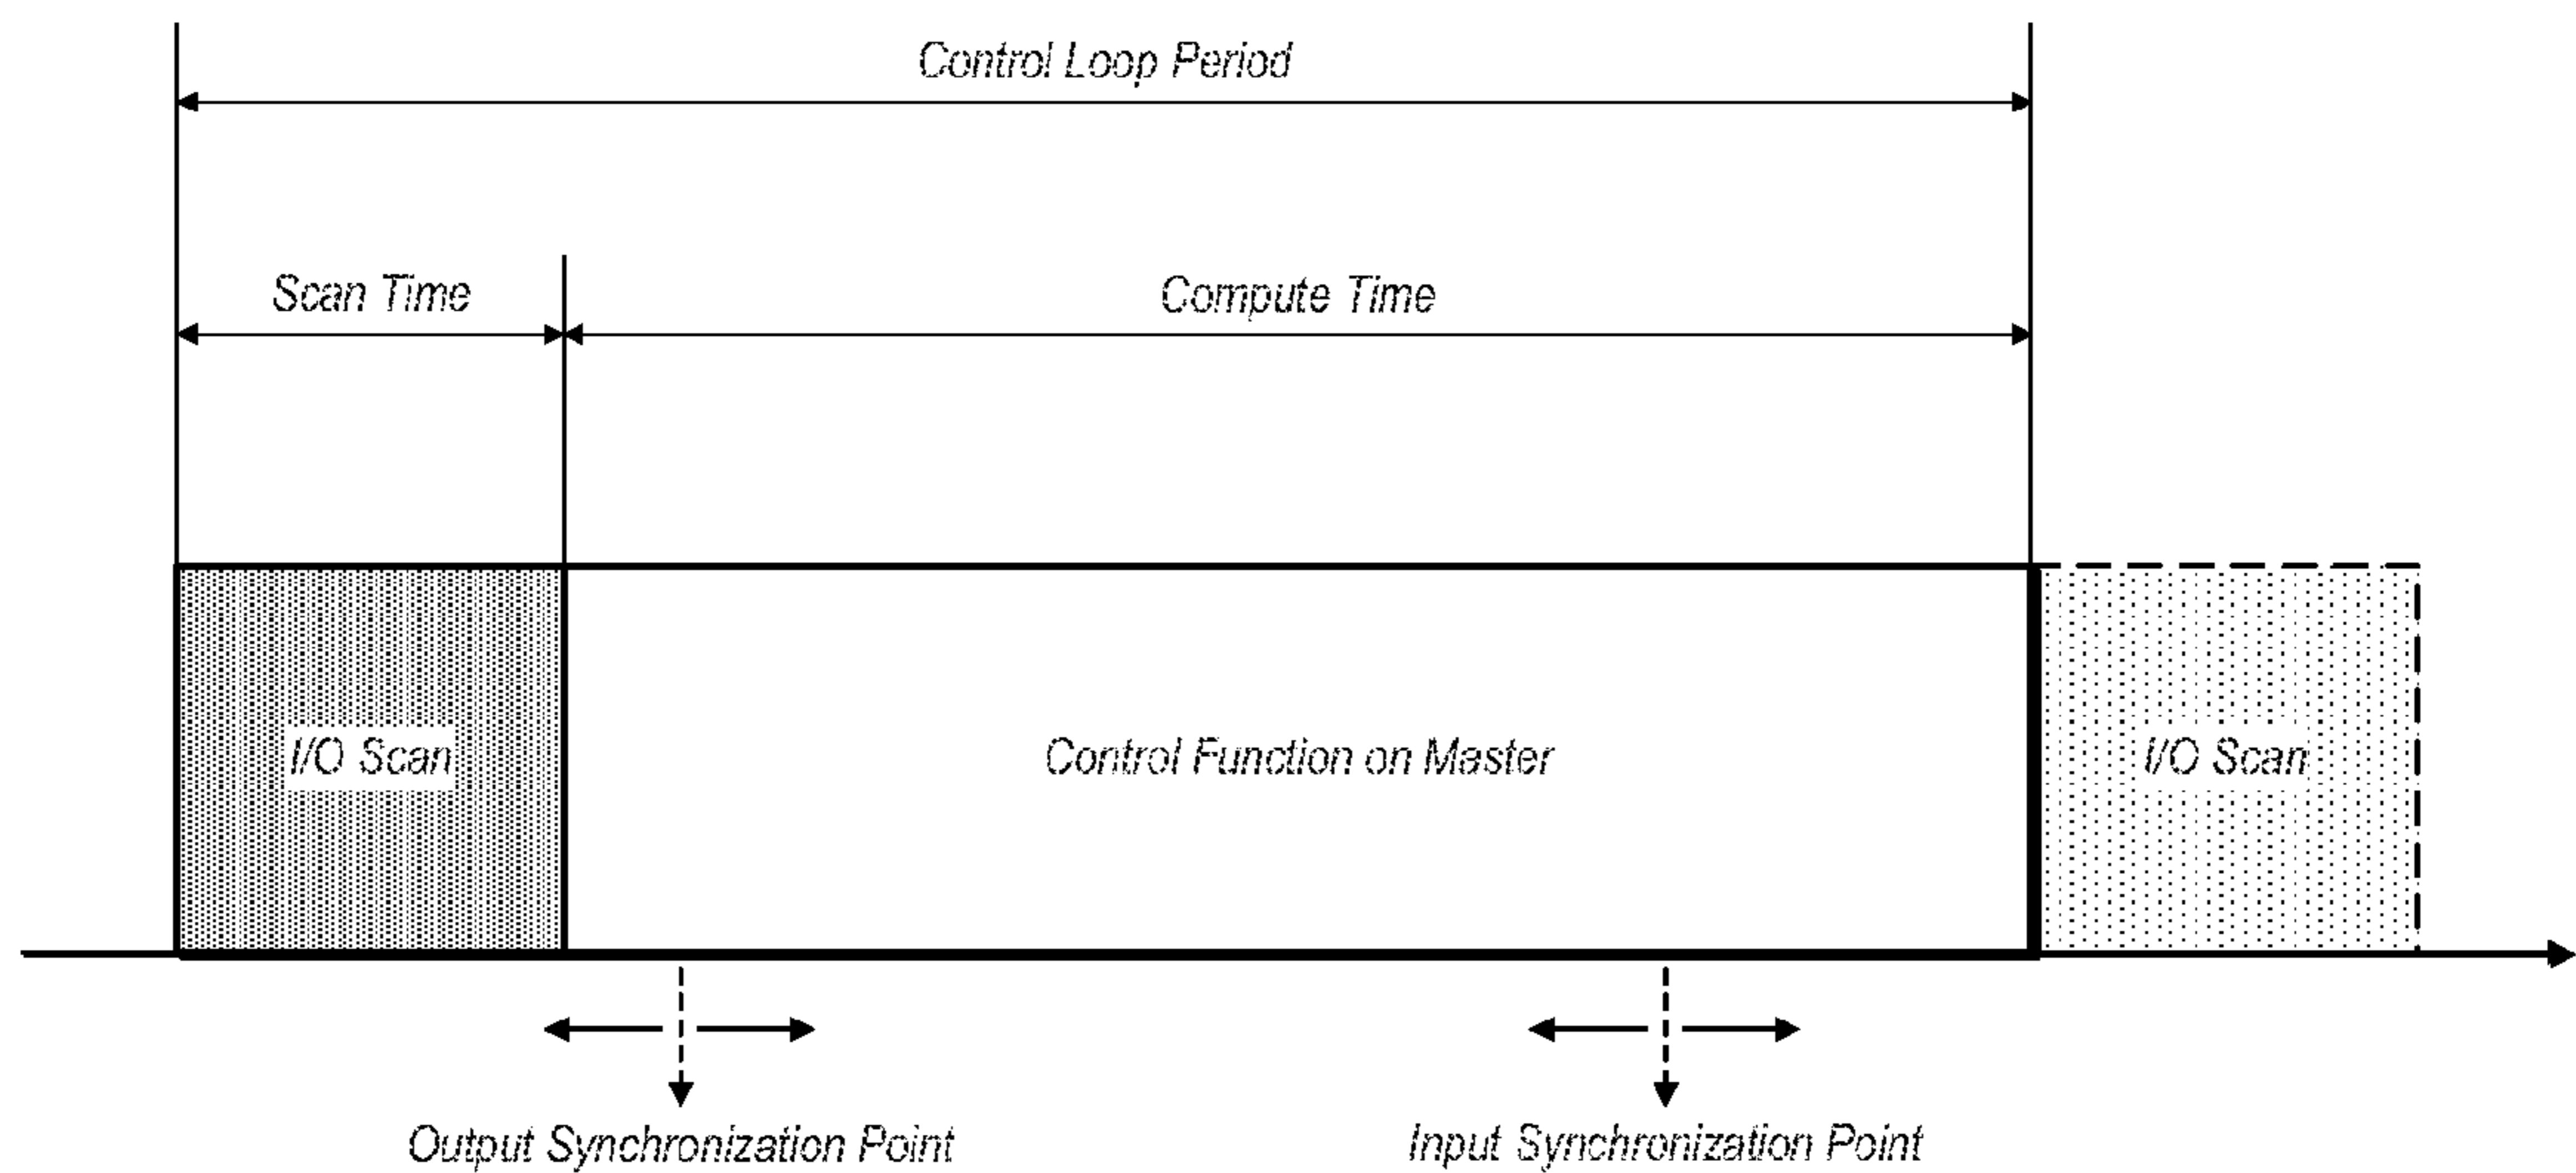 Control Loop Period
Scan Time
Compute Time
I/O Scan
Control Function on Master
I/O Scan
Output Synchronization Point
Input Synchronization Point